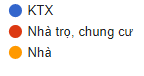 KTX
Nhà trọ, chung cư
Nhà